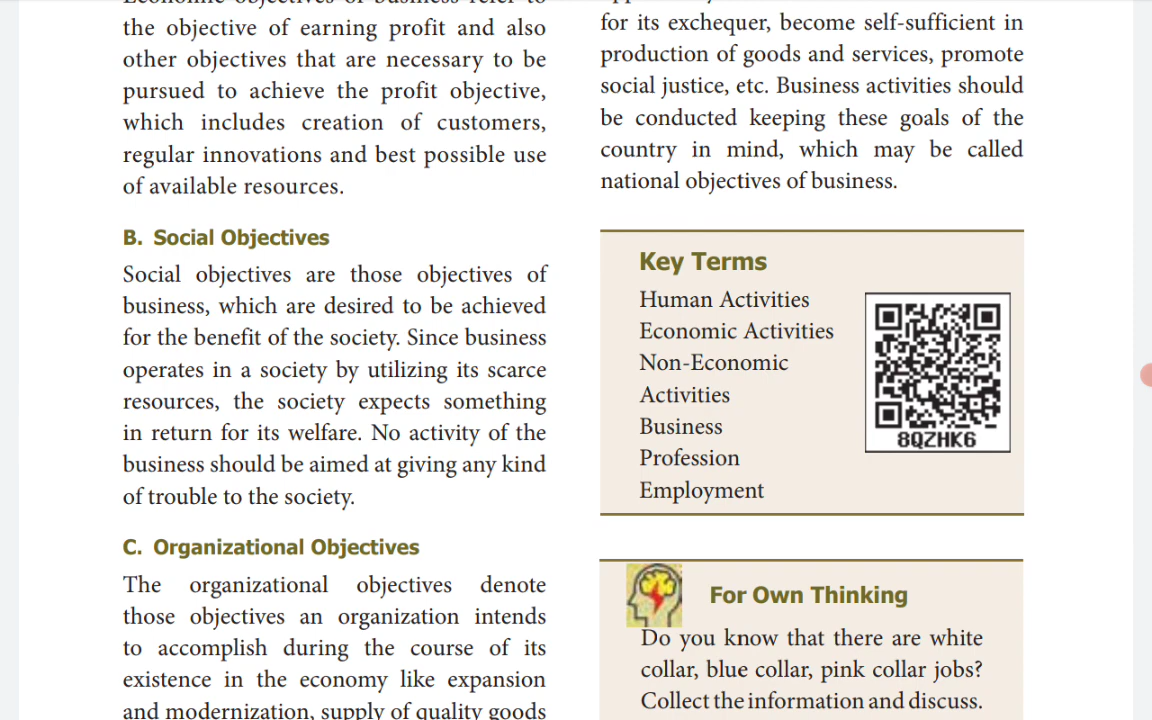 Economic objectives of business refer to
the objective of earning profit and also
other objectives that are necessary to be
pursued to achieve the profit objective,
which includes creation of customers,
regular innovations and best possible use
of available resources.
B. Social Objectives
Social objectives are those objectives of
business, which are desired to be achieved
for the benefit of the society. Since business
operates in a society by utilizing its scarce
resources, the society expects something
in return for its welfare. No activity of the
business should be aimed at giving any kind
of trouble to the society.
C. Organizational Objectives
The organizational objectives denote
those objectives an organization intends
to accomplish during the course of its
existence in the economy like expansion
and modernization, supply of quality goods
for its exchequer, become self-sufficient in
production of goods and services, promote
social justice, etc. Business activities should
be conducted keeping these goals of the
country in mind, which may be called
national objectives of business.
Key Terms
Human Activities
Economic Activities
Non-Economic
Activities
Business
Profession
Employment
8QZHK6
For Own Thinking
Do you know that there are white
collar, blue collar, pink collar jobs?
Collect the information and discuss.